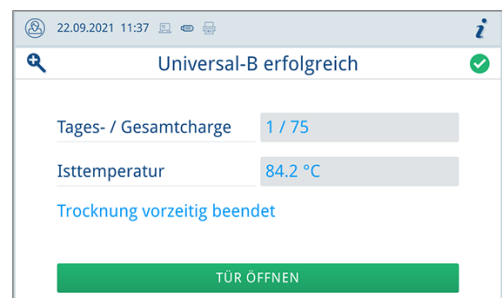 22.09.2021 11:37
i
Universal-B erfolgreich
Tages- / Gesamtcharge 1 / 75
Isttemperatur 84.2 °C
Trocknung vorzeitig beendet
TÜR ÖFFNEN